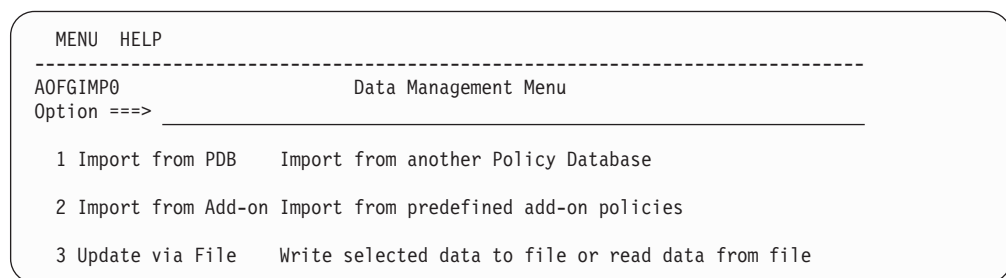 MENU HELP
--------------------------------------------------------------------------------
AOFGIMP0 Data Management Menu
Option ===>
1 Import from PDB Import from another Policy Database
2 Import from Add-on Import from predefined add-on policies
3 Update via File Write selected data to file or read data from file